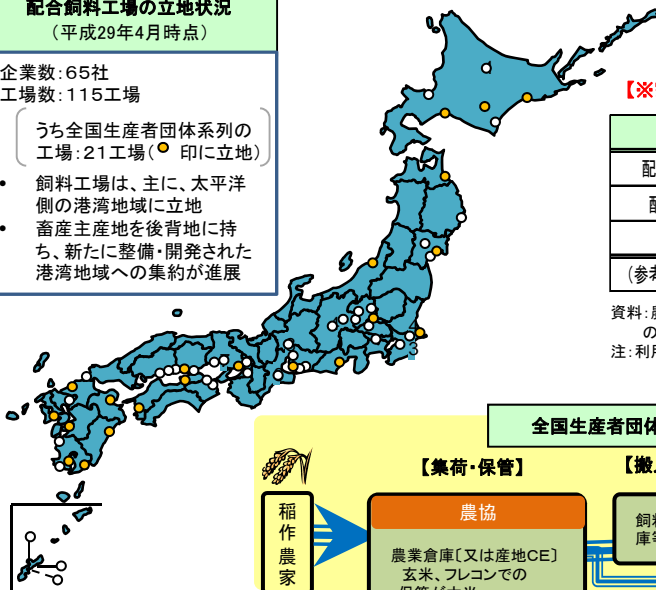 配合飼料工場の立地状況
（平成29年4月時点）
企業数：65社
工場数：115工場
うち全国生産者団体系列の
工場：21工場（ 印に立地）
• 飼料工場は、主に、太平洋
側の港湾地域に立地
• 畜産主産地を後背地に持
ち、新たに整備・開発された
港湾地域への集約が進展
【※
配
配
（参考
資料：
の
注：利用
3
全国生産者団体
【集荷・保管】
【搬
稲作農家
農協
農業倉庫〔又は産地CE〕
玄米、フレコンでの
飼料
庫等